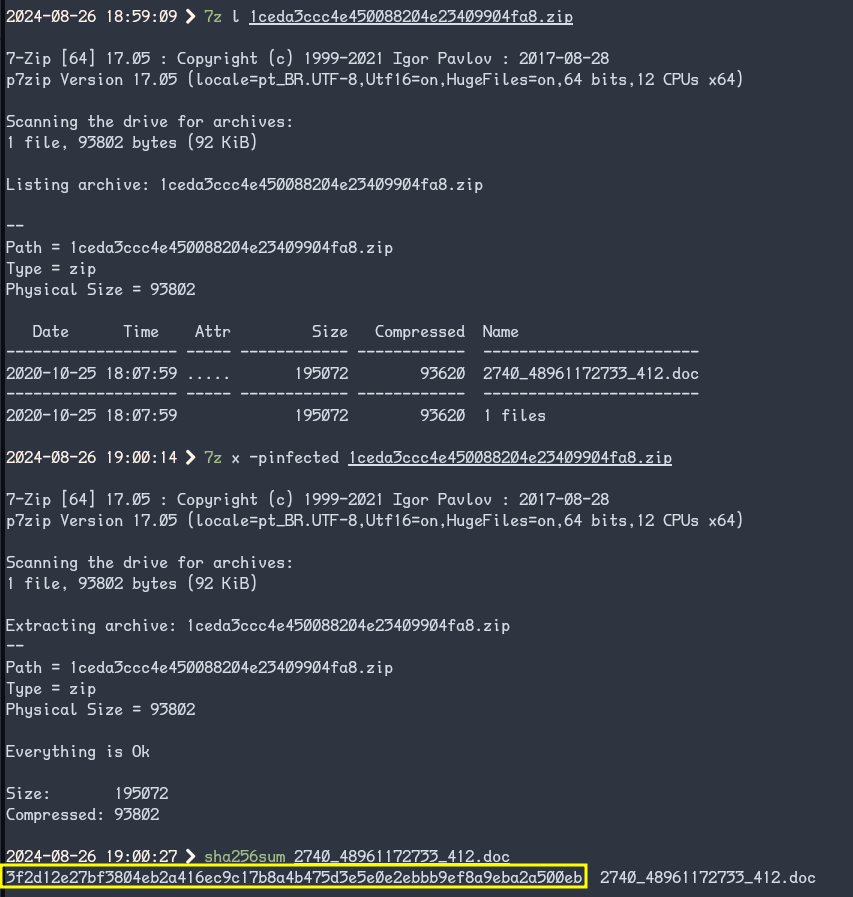 2024-08-26 18:59:09 ❯ 7z l 1ceda3ccc4e450088204e23409904fa8.zip
7-Zip [64] 17.05 : Copyright (c) 1999-2021 Igor Pavlov : 2017-08-28
p7zip Version 17.05 (locale=pt_BR.UTF-8,Utf16=on,HugeFiles=on,64 bits,12 CPUs x64)
Scanning the drive for archives:
1 file, 93802 bytes (92 KiB)
Listing archive: 1ceda3ccc4e450088204e23409904fa8.zip
--
Path = 1ceda3ccc4e450088204e23409904fa8.zip
Type = zip
Physical Size = 93802
   Date      Time    Attr         Size   Compressed  Name
------------------- ----- ------------ ------------  ------------------------
2020-10-25 18:07:59 .....       195072        93620  2740_48961172733_412.doc
------------------- ----- ------------ ------------  ------------------------
2020-10-25 18:07:59             195072        93620  1 files
2024-08-26 19:00:14 ❯ 7z x -pinfected 1ceda3ccc4e450088204e23409904fa8.zip
7-Zip [64] 17.05 : Copyright (c) 1999-2021 Igor Pavlov : 2017-08-28
p7zip Version 17.05 (locale=pt_BR.UTF-8,Utf16=on,HugeFiles=on,64 bits,12 CPUs x64)
Scanning the drive for archives:
1 file, 93802 bytes (92 KiB)
Extracting archive: 1ceda3ccc4e450088204e23409904fa8.zip
--
Path = 1ceda3ccc4e450088204e23409904fa8.zip
Type = zip
Physical Size = 93802
Everything is Ok
Size:       195072
Compressed: 93802
2024-08-26 19:00:27 ❯ sha256sum 2740_48961172733_412.doc
3f2d12e27bf3804eb2a416ec9c17b8a4b475d3e5e0e2ebbb9ef8a9eba2a500eb  2740_48961172733_412.doc